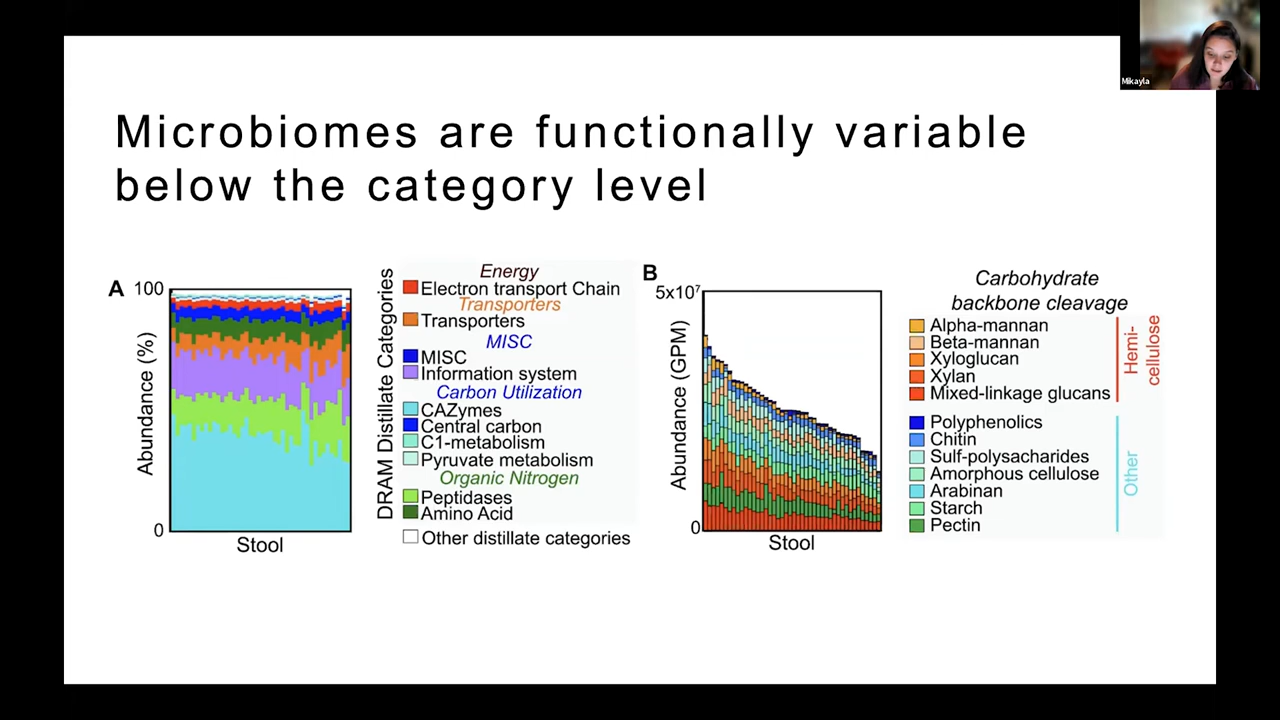 Mikayla
Microbiomes are functionally variable
below the category level
A
100
Abundance (%)
0
Stool
DRAM Distillate Categories
Energy
Electron transport Chain
Transporters
Transporters
MISC
MISC
Information system
Carbon Utilization
CAZymes
Central carbon
C1-metabolism
Pyruvate metabolism
Organic Nitrogen
Peptidases
Amino Acid
Other distillate categories
B
5x10⁷
Abundance (GPM)
0
Stool
Carbohydrate
backbone cleavage
Alpha-mannan
Beta-mannan
Xyloglucan
Xylan
Mixed-linkage glucans
Hemi-
cellulose
Polyphenolics
Chitin
Sulf-polysacharides
Amorphous cellulose
Arabinan
Starch
Pectin
Other